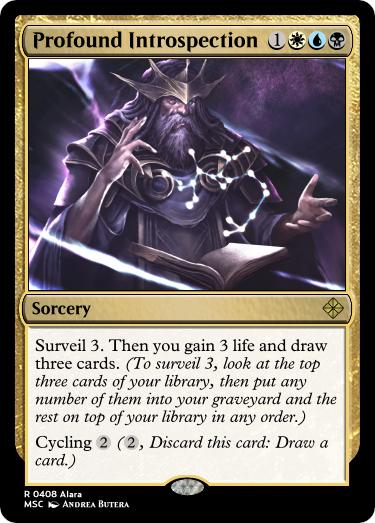 Profound Introspection 1
Sorcery
Surveil 3. Then you gain 3 life and draw
three cards. (To surveil 3, look at the top
three cards of your library, then put any
number of them into your graveyard and the
rest on top of your library in any order.)
Cycling 2 (2, Discard this card: Draw a
card.)
R 0408 Alara
MSC Andrea Butera